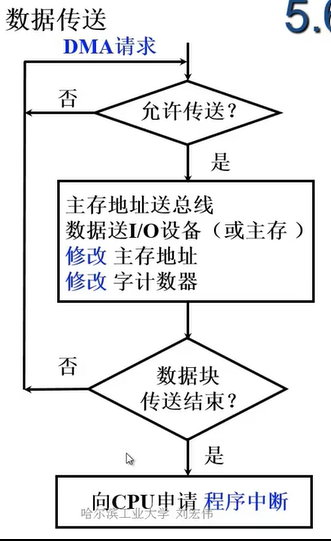 数据传送
5.6
DMA请求
否
允许传送？
是
主存地址送总线
数据送I/O设备（或主存 ）
修改 主存地址
修改 字计数器
否
数据块
传送结束？
是
向CPU申请 程序中断
哈尔滨工业大学 刘宏伟